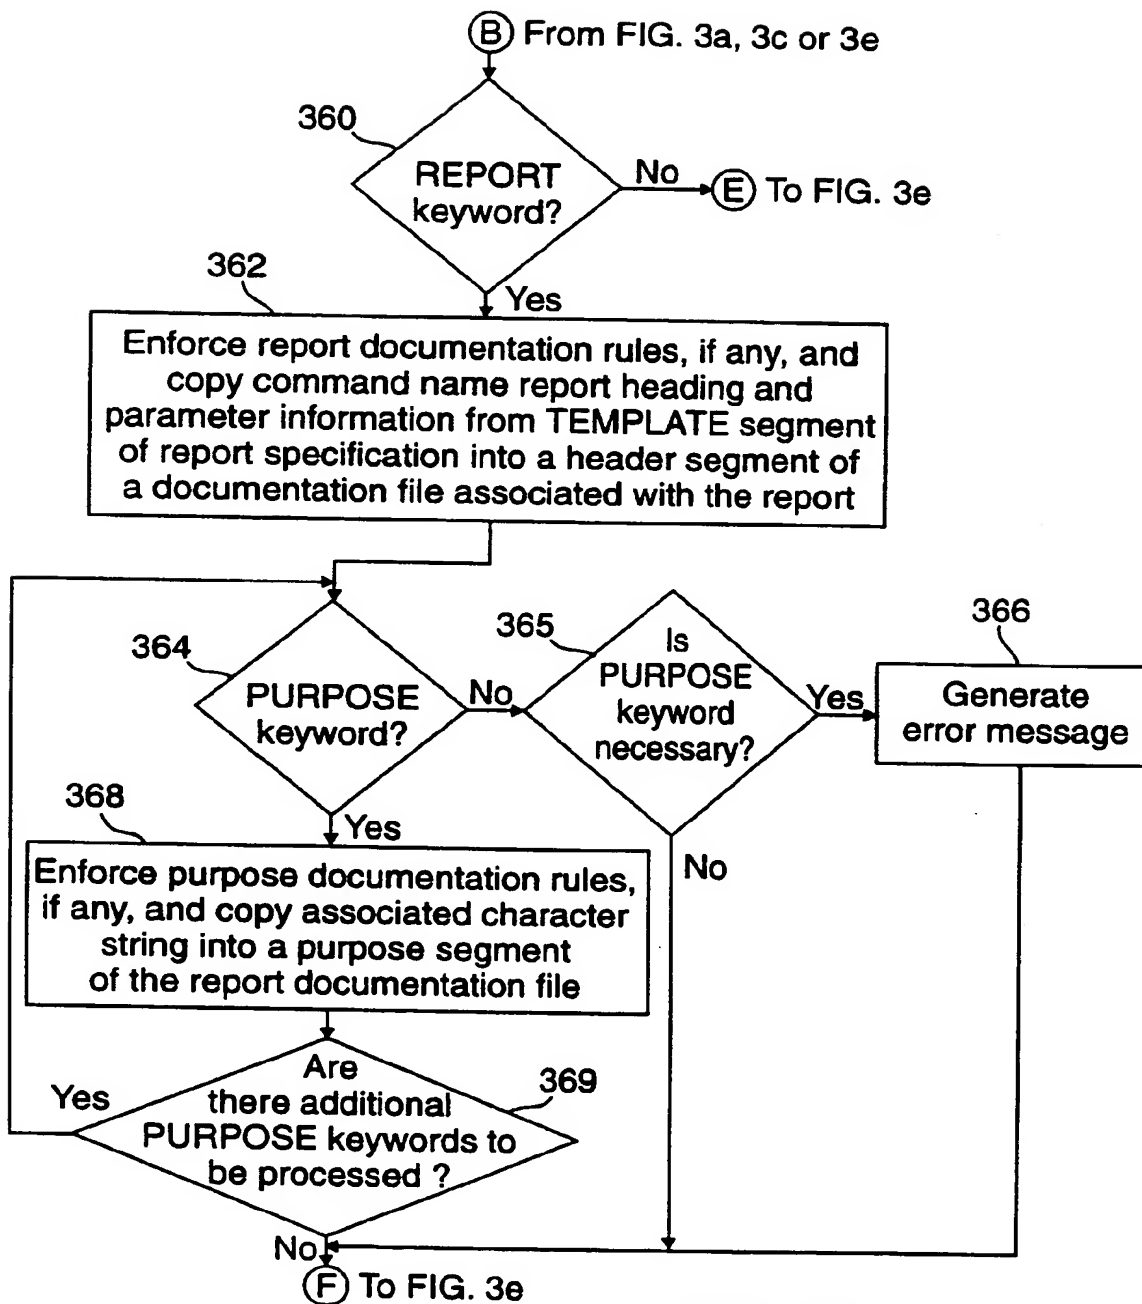 B From FIG. 3a, 3c or 3e
360
REPORT
keyword?
No
E To FIG. 3e
362
Yes
Enforce report documentation rules, if any, and
copy command name report heading and
parameter information from TEMPLATE segment
of report specification into a header segment of
a documentation file associated with the report
364
PURPOSE
keyword?
No
365
Is
PURPOSE
keyword
necessary?
Yes
366
Generate
error message
368
Yes
No
Enforce purpose documentation rules,
if any, and copy associated character
string into a purpose segment
of the report documentation file
Yes
Are
there additional
PURPOSE keywords to
be processed ?
369
No
F To FIG. 3e